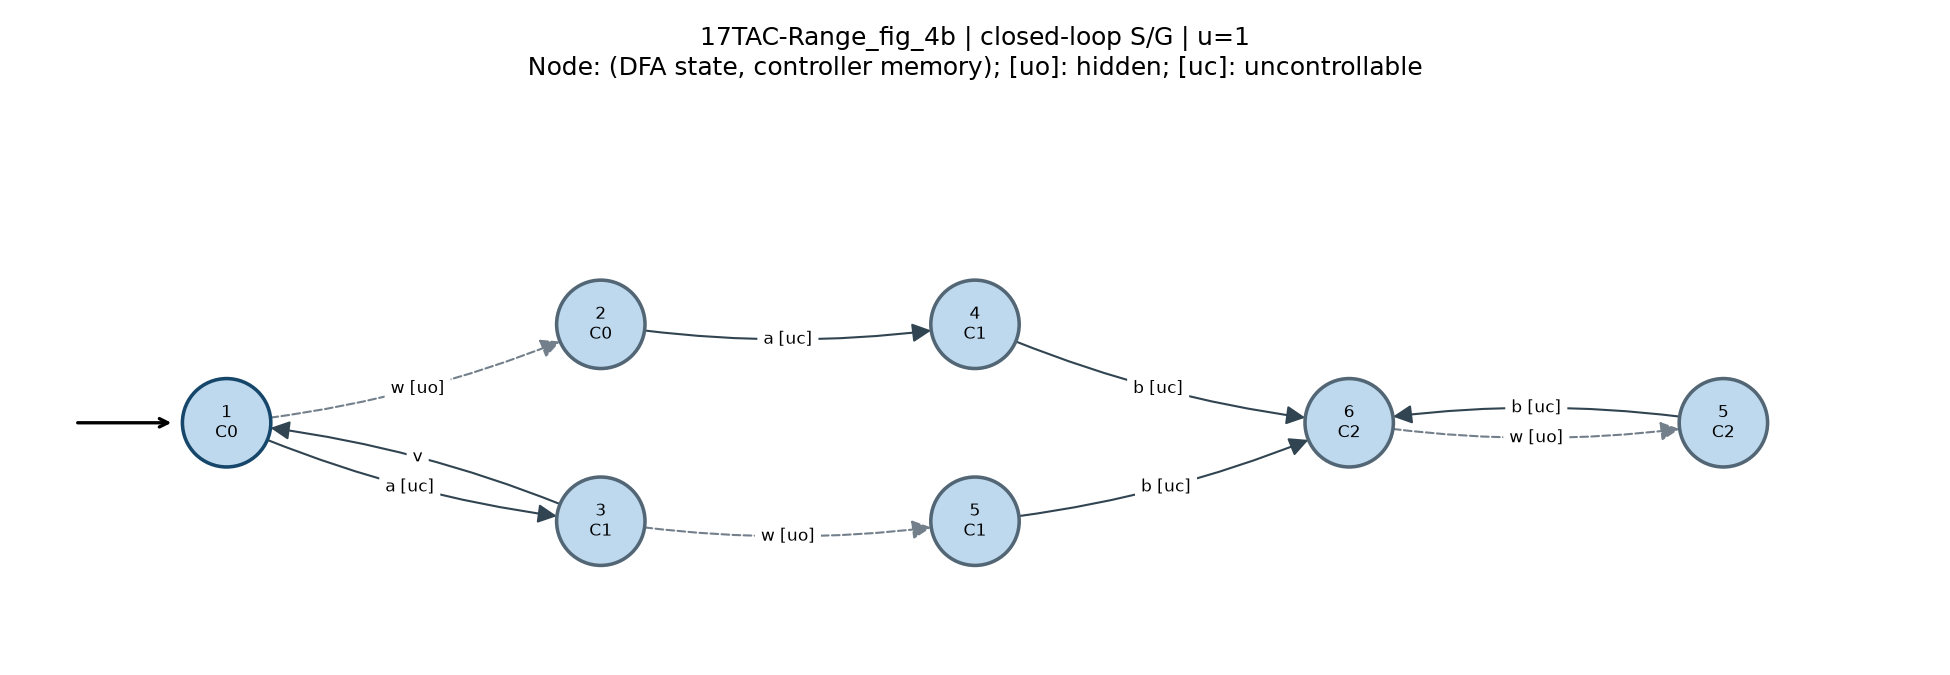 17TAC-Range_fig_4b | closed-loop S/G | u=1
Node: (DFA state, controller memory); [uo]: hidden; [uc]: uncontrollable
2
C0
4
C1
a [uc]
w [uo]
b [uc]
1
C0
6
C2
5
C2
b [uc]
w [uo]
v
a [uc]
b [uc]
3
C1
5
C1
w [uo]